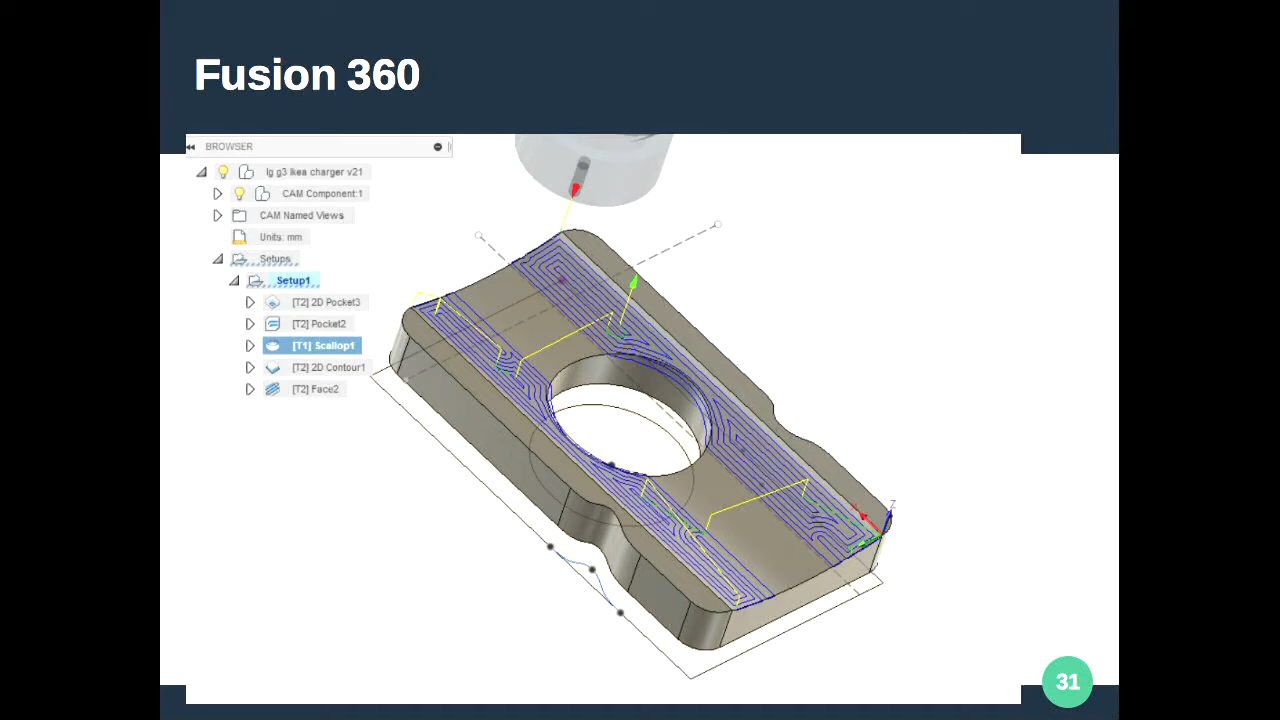 Fusion 360
BROWSER
lg g3 ikea charger v21
CAM Component:1
CAM Named Views
Units: mm
Setups
Setup1
[T2] 2D Pocket3
[T2] Pocket2
[T1] Scallop1
[T2] 2D Contour1
[T2] Face2
Z
31